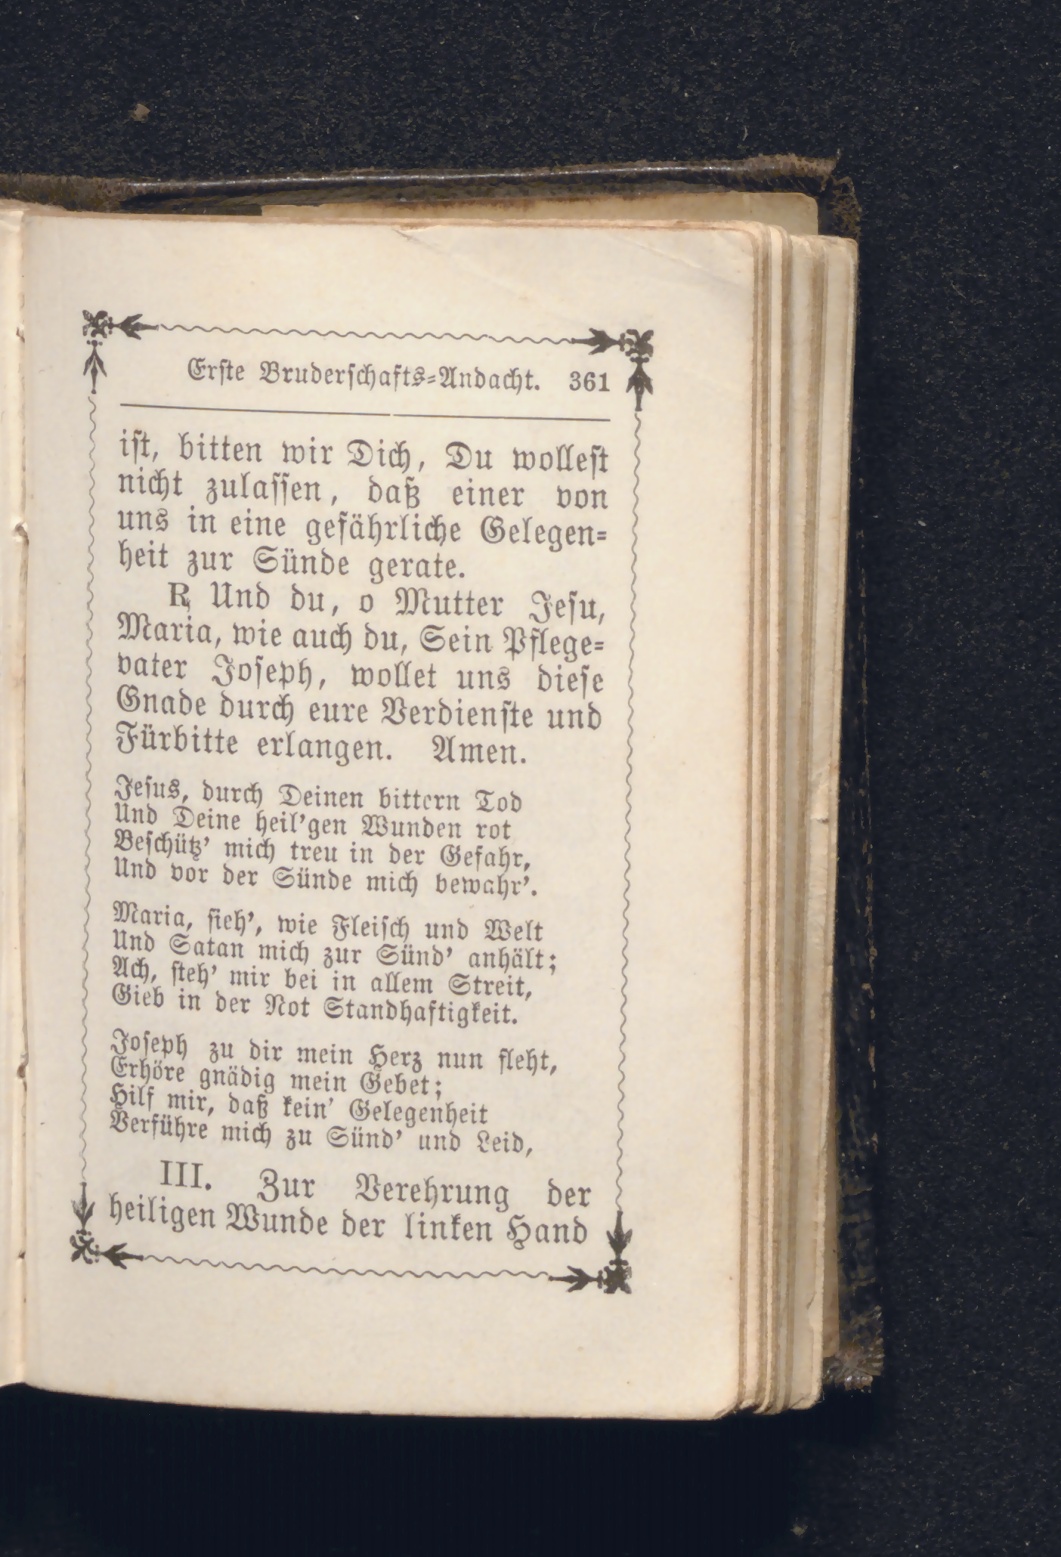 Erste Bruderschafts=Andacht. 361
ist, bitten wir Dich, Du wollest
nicht zulassen, daß einer von
uns in eine gefährliche Gelegen=
heit zur Sünde gerate.
℟ Und du, o Mutter Jesu,
Maria, wie auch du, Sein Pflege=
vater Joseph, wollet uns diese
Gnade durch eure Verdienste und
Fürbitte erlangen. Amen.
Jesus, durch Deinen bittern Tod
Und Deine heil'gen Wunden rot
Beschütz' mich treu in der Gefahr,
Und vor der Sünde mich bewahr'.
Maria, sieh', wie Fleisch und Welt
Und Satan mich zur Sünd' anhält;
Ach, steh' mir bei in allem Streit,
Gieb in der Not Standhaftigkeit.
Joseph zu dir mein Herz nun fleht,
Erhöre gnädig mein Gebet;
Hilf mir, daß kein' Gelegenheit
Verführe mich zu Sünd' und Leid,
III. Zur Verehrung der
heiligen Wunde der linken Hand